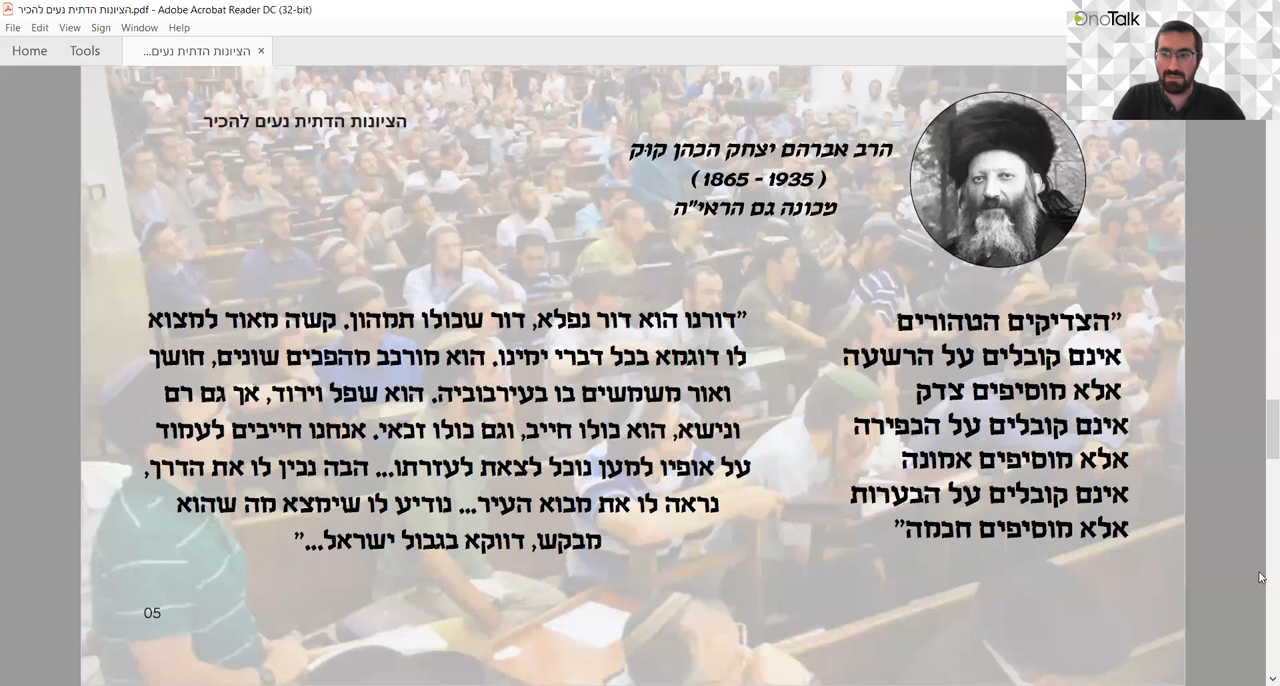 הציונות הדתית נעים להכיר.pdf - Adobe Acrobat Reader DC (32-bit)
File Edit View Sign Window Help
Home Tools הציונות הדתית נעים... ×
OnoTalk
הציונות הדתית נעים להכיר
הרב אברהם יצחק הכהן קוק
( 1865 - 1935 )
מכונה גם הראי"ה
"הצדיקים הטהורים
אינם קובלים על הרשעה
אלא מוסיפים צדק
אינם קובלים על הכפירה
אלא מוסיפים אמונה
אינם קובלים על הבערות
אלא מוסיפים חכמה"
"דורנו הוא דור נפלא, דור שכולו תמהון. קשה מאוד למצוא
לו דוגמא בכל דברי ימינו. הוא מורכב מהפכים שונים, חושך
ואור משמשים בו בעירבוביה. הוא שפל וירוד, אך גם רם
ונישא, הוא כולו חייב, וגם כולו זכאי. אנחנו חייבים לעמוד
על אופיו למען נוכל לצאת לעזרתו... הבה נכין לו את הדרך,
נראה לו את מבוא העיר... נודיע לו שימצא מה שהוא
מבקש, דווקא בגבול ישראל..."
05